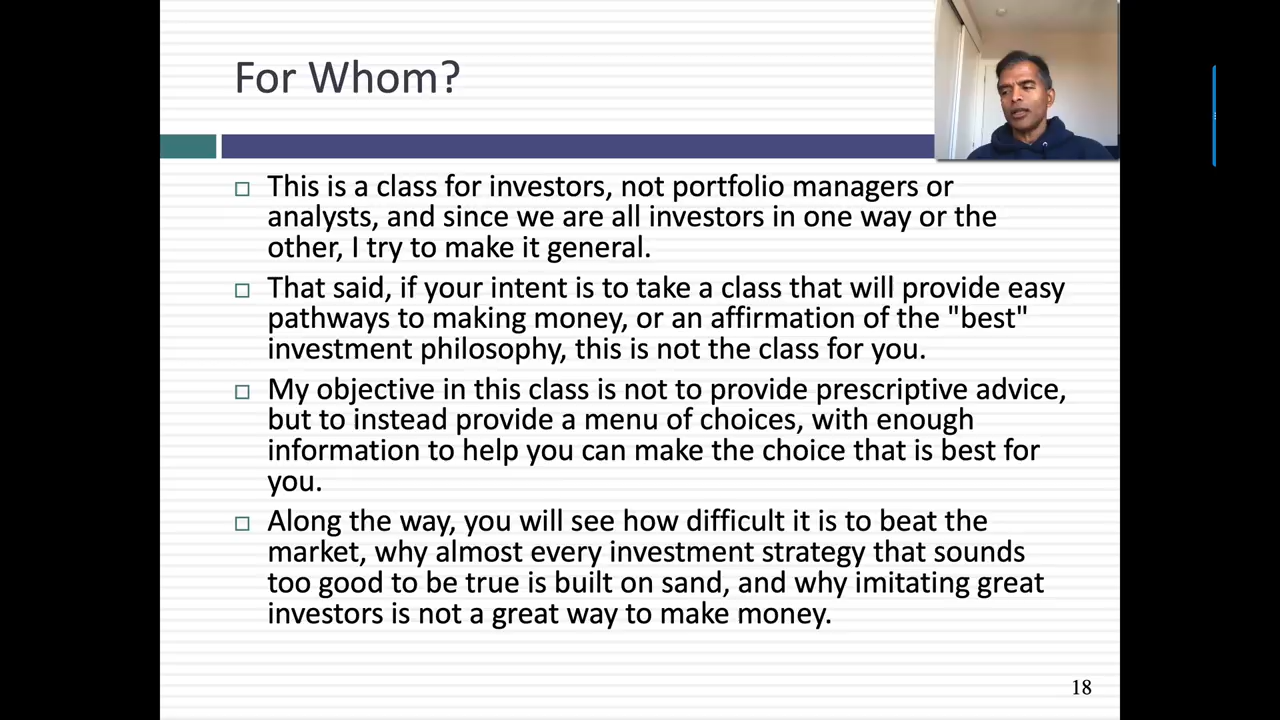 For Whom?
This is a class for investors, not portfolio managers or
analysts, and since we are all investors in one way or the
other, I try to make it general.
That said, if your intent is to take a class that will provide easy
pathways to making money, or an affirmation of the "best"
investment philosophy, this is not the class for you.
My objective in this class is not to provide prescriptive advice,
but to instead provide a menu of choices, with enough
information to help you can make the choice that is best for
you.
Along the way, you will see how difficult it is to beat the
market, why almost every investment strategy that sounds
too good to be true is built on sand, and why imitating great
investors is not a great way to make money.
18